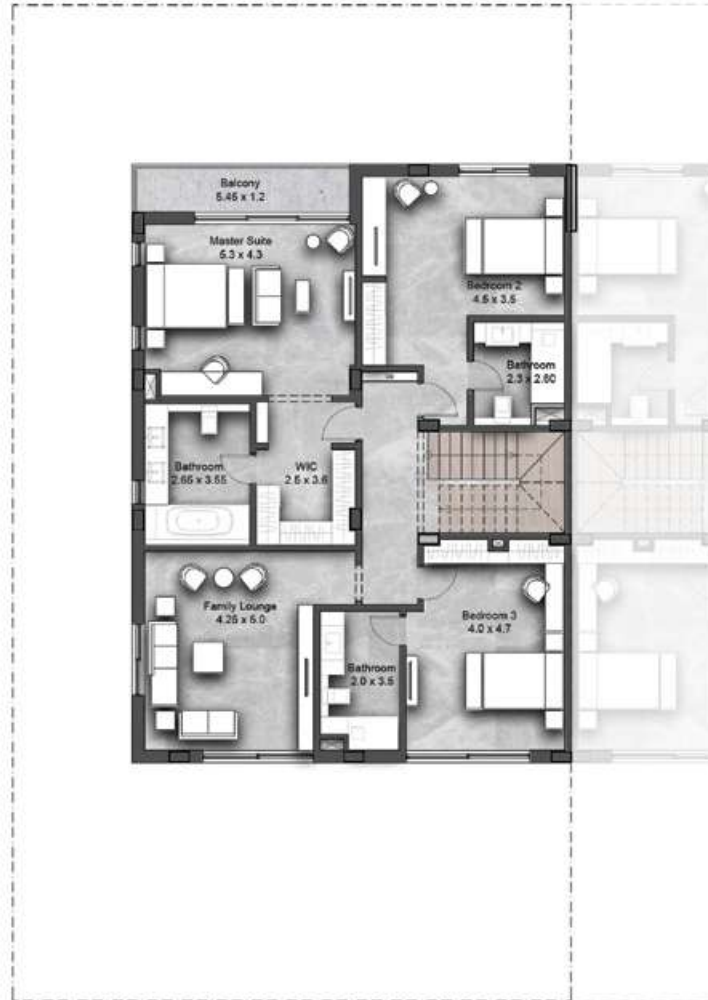 Balcony
5.45 x 1.2
Master Suite
5.3 x 4.3
Bedroom 2
4.5 x 3.5
Bathroom
2.3 x 2.60
Bathroom
2.65 x 3.55
WIC
2.5 x 3.6
Family Lounge
4.25 x 5.0
Bedroom 3
4.0 x 4.7
Bathroom
2.0 x 3.5